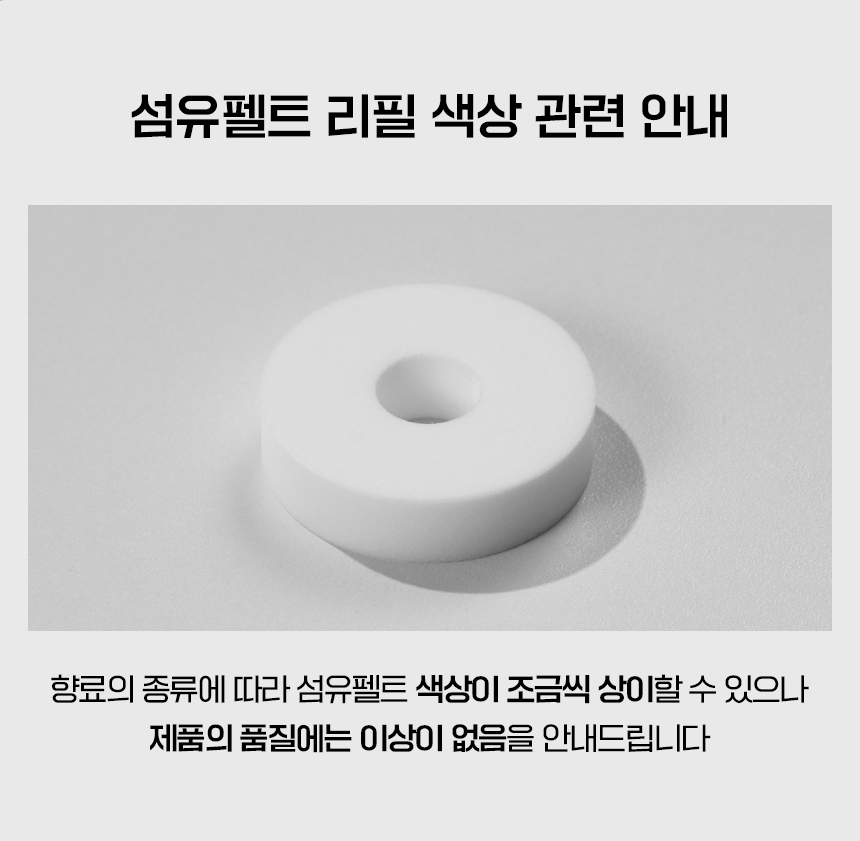 섬유펠트 리필 색상 관련 안내
향료의 종류에 따라 섬유펠트 색상이 조금씩 상이할 수 있으나
제품의 품질에는 이상이 없음을 안내드립니다